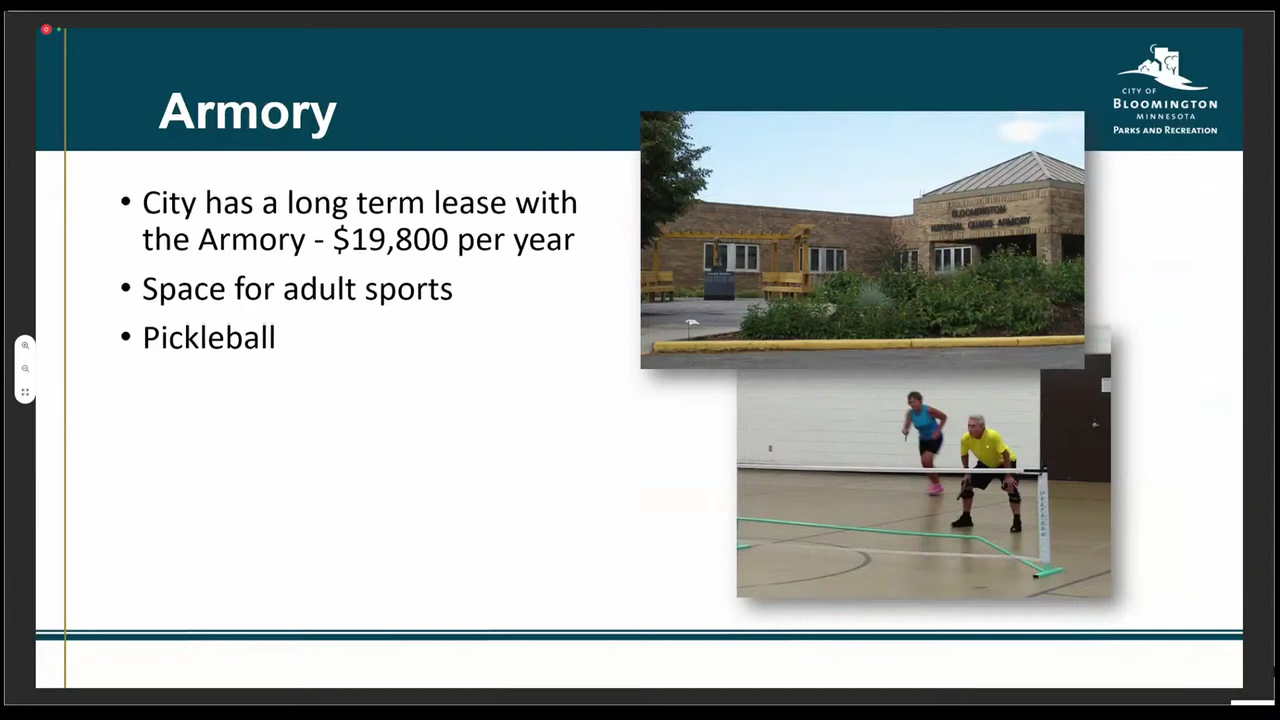 Armory
CITY OF
BLOOMINGTON
MINNESOTA
PARKS AND RECREATION
• City has a long term lease with
the Armory - $19,800 per year
• Space for adult sports
• Pickleball
BLOOMINGTON
NATIONAL GUARD ARMORY